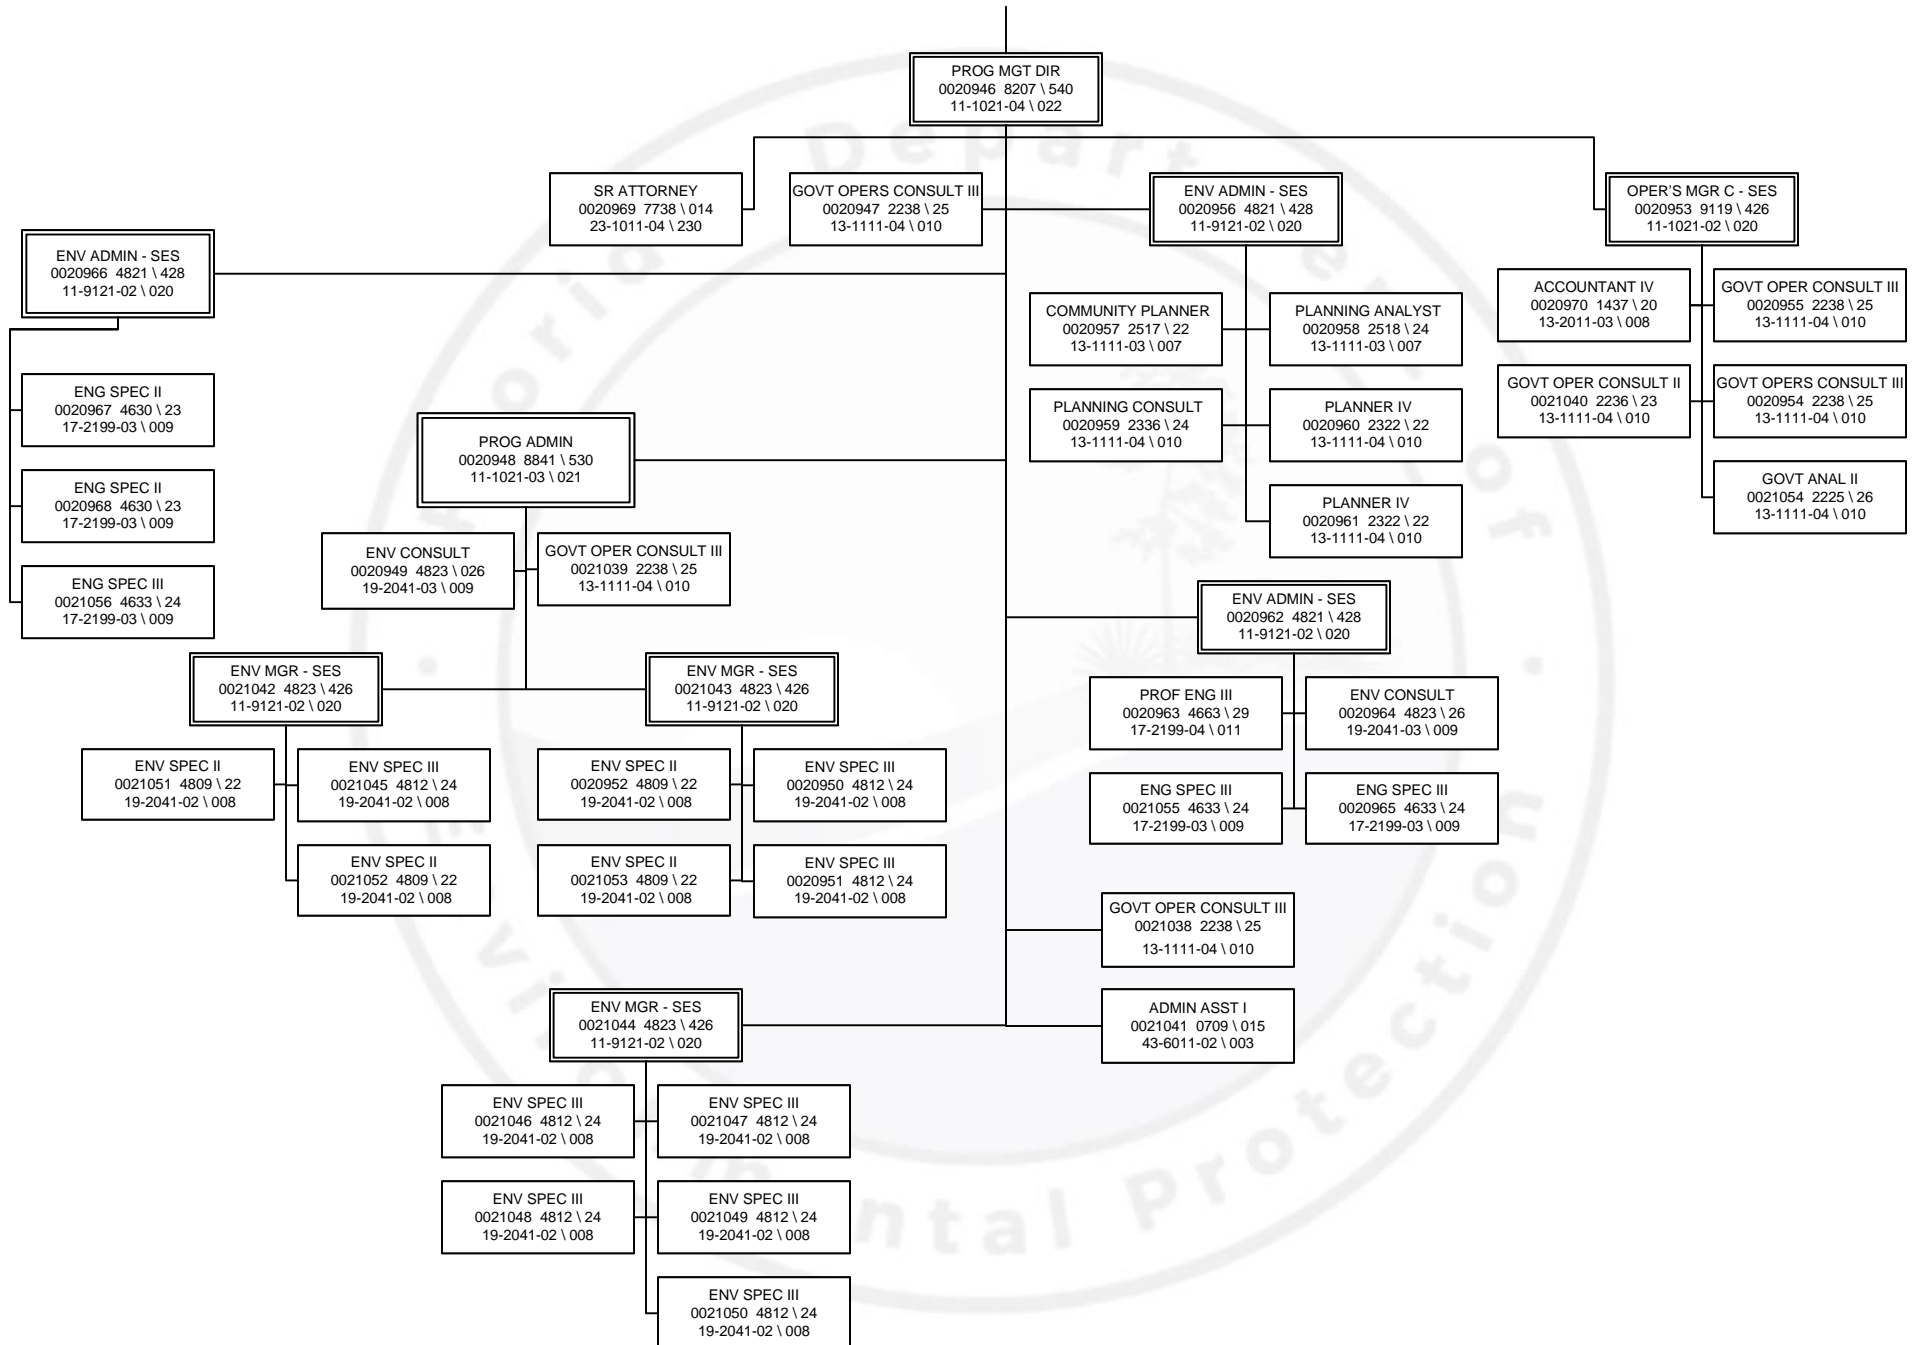 PROG MGT DIR
0020946 8207 \ 540
11-1021-04 \ 022
SR ATTORNEY
0020969 7738 \ 014
23-1011-04 \ 230
GOVT OPERS CONSULT III
0020947 2238 \ 25
13-1111-04 \ 010
ENV ADMIN - SES
0020956 4821 \ 428
11-9121-02 \ 020
OPER'S MGR C - SES
0020953 9119 \ 426
11-1021-02 \ 020
ENV ADMIN - SES
0020966 4821 \ 428
11-9121-02 \ 020
ACCOUNTANT IV
0020970 1437 \ 20
13-2011-03 \ 008
GOVT OPER CONSULT III
0020955 2238 \ 25
13-1111-04 \ 010
COMMUNITY PLANNER
0020957 2517 \ 22
13-1111-03 \ 007
PLANNING ANALYST
0020958 2518 \ 24
13-1111-03 \ 007
GOVT OPER CONSULT II
0021040 2236 \ 23
13-1111-04 \ 010
GOVT OPERS CONSULT III
0020954 2238 \ 25
13-1111-04 \ 010
ENG SPEC II
0020967 4630 \ 23
17-2199-03 \ 009
PLANNING CONSULT
0020959 2336 \ 24
13-1111-04 \ 010
PLANNER IV
0020960 2322 \ 22
13-1111-04 \ 010
PROG ADMIN
0020948 8841 \ 530
11-1021-03 \ 021
GOVT ANAL II
0021054 2225 \ 26
13-1111-04 \ 010
ENG SPEC II
0020968 4630 \ 23
17-2199-03 \ 009
PLANNER IV
0020961 2322 \ 22
13-1111-04 \ 010
ENV CONSULT
0020949 4823 \ 026
19-2041-03 \ 009
GOVT OPER CONSULT III
0021039 2238 \ 25
13-1111-04 \ 010
ENG SPEC III
0021056 4633 \ 24
17-2199-03 \ 009
ENV ADMIN - SES
0020962 4821 \ 428
11-9121-02 \ 020
ENV MGR - SES
0021042 4823 \ 426
11-9121-02 \ 020
ENV MGR - SES
0021043 4823 \ 426
11-9121-02 \ 020
PROF ENG III
0020963 4663 \ 29
17-2199-04 \ 011
ENV CONSULT
0020964 4823 \ 26
19-2041-03 \ 009
ENV SPEC II
0021051 4809 \ 22
19-2041-02 \ 008
ENV SPEC III
0021045 4812 \ 24
19-2041-02 \ 008
ENV SPEC II
0020952 4809 \ 22
19-2041-02 \ 008
ENV SPEC III
0020950 4812 \ 24
19-2041-02 \ 008
ENG SPEC III
0021055 4633 \ 24
17-2199-03 \ 009
ENG SPEC III
0020965 4633 \ 24
17-2199-03 \ 009
ENV SPEC II
0021052 4809 \ 22
19-2041-02 \ 008
ENV SPEC II
0021053 4809 \ 22
19-2041-02 \ 008
ENV SPEC III
0020951 4812 \ 24
19-2041-02 \ 008
GOVT OPER CONSULT III
0021038 2238 \ 25
13-1111-04 \ 010
ENV MGR - SES
0021044 4823 \ 426
11-9121-02 \ 020
ADMIN ASST I
0021041 0709 \ 015
43-6011-02 \ 003
ENV SPEC III
0021046 4812 \ 24
19-2041-02 \ 008
ENV SPEC III
0021047 4812 \ 24
19-2041-02 \ 008
ENV SPEC III
0021048 4812 \ 24
19-2041-02 \ 008
ENV SPEC III
0021049 4812 \ 24
19-2041-02 \ 008
ENV SPEC III
0021050 4812 \ 24
19-2041-02 \ 008